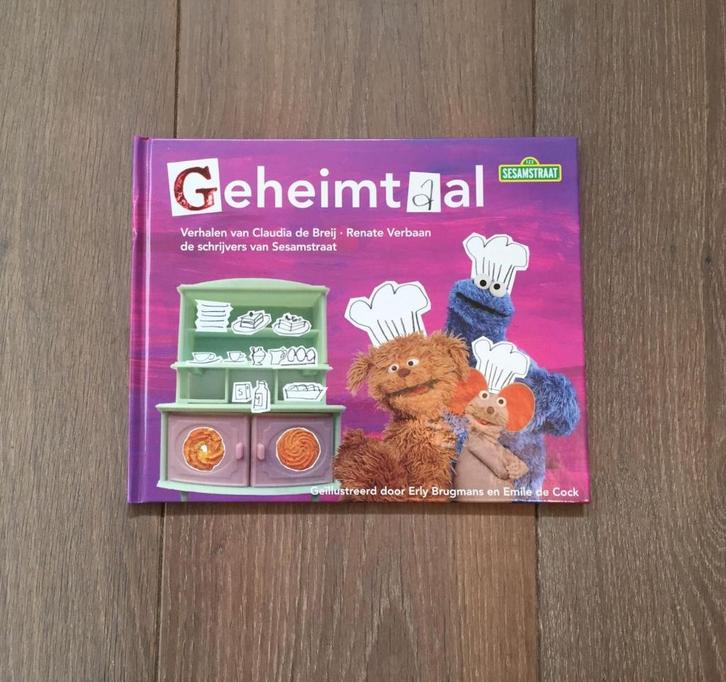 Geheimtaal
123
SESAMSTRAAT
Verhalen van Claudia de Breij · Renate Verbaan
de schrijvers van Sesamstraat
Geïllustreerd door Erly Brugmans en Emile de Cock